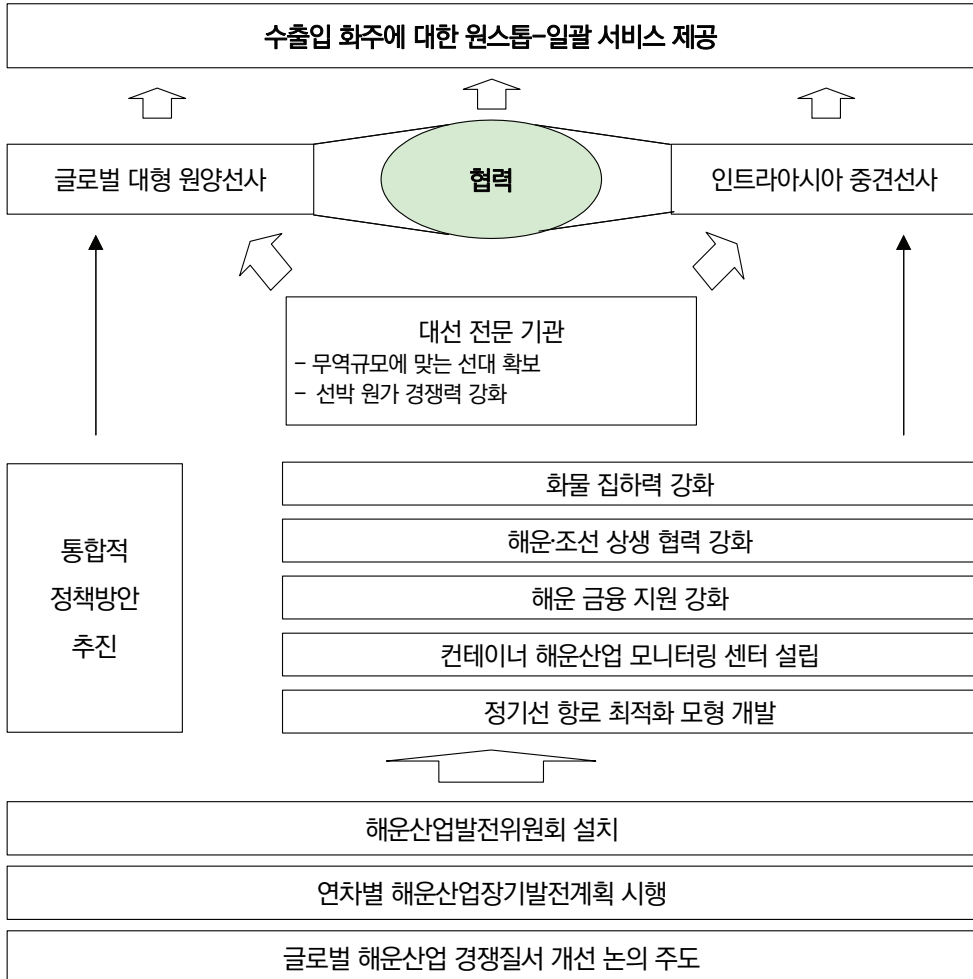 수출입 화주에 대한 원스톱-일괄 서비스 제공
글로벌 대형 원양선사
협력
인트라아시아 중견선사
대선 전문 기관
- 무역규모에 맞는 선대 확보
- 선박 원가 경쟁력 강화
통합적
정책방안
추진
화물 집하력 강화
해운·조선 상생 협력 강화
해운 금융 지원 강화
컨테이너 해운산업 모니터링 센터 설립
정기선 항로 최적화 모형 개발
해운산업발전위원회 설치
연차별 해운산업장기발전계획 시행
글로벌 해운산업 경쟁질서 개선 논의 주도